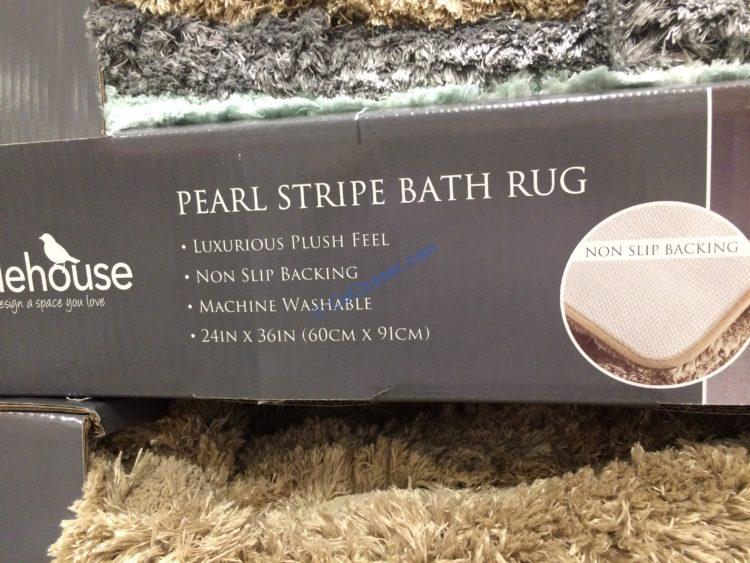 PEARL STRIPE BATH RUG
• LUXURIOUS PLUSH FEEL
• NON SLIP BACKING
• MACHINE WASHABLE
• 24IN X 36IN (60CM X 91CM)
NON SLIP BACKING
lehouse
esign a space you love